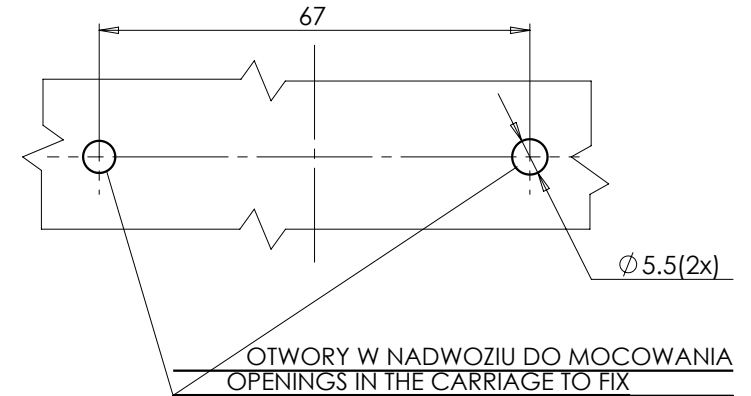 67
∅5.5(2x)
OTWORY W NADWOZIU DO MOCOWANIA
OPENINGS IN THE CARRIAGE TO FIX